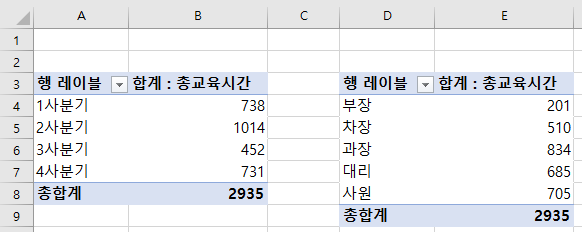 A B C D E
1
2
3 행 레이블 합계 : 총교육시간 행 레이블 합계 : 총교육시간
4 1사분기 738 부장 201
5 2사분기 1014 차장 510
6 3사분기 452 과장 834
7 4사분기 731 대리 685
8 총합계 2935 사원 705
9 총합계 2935